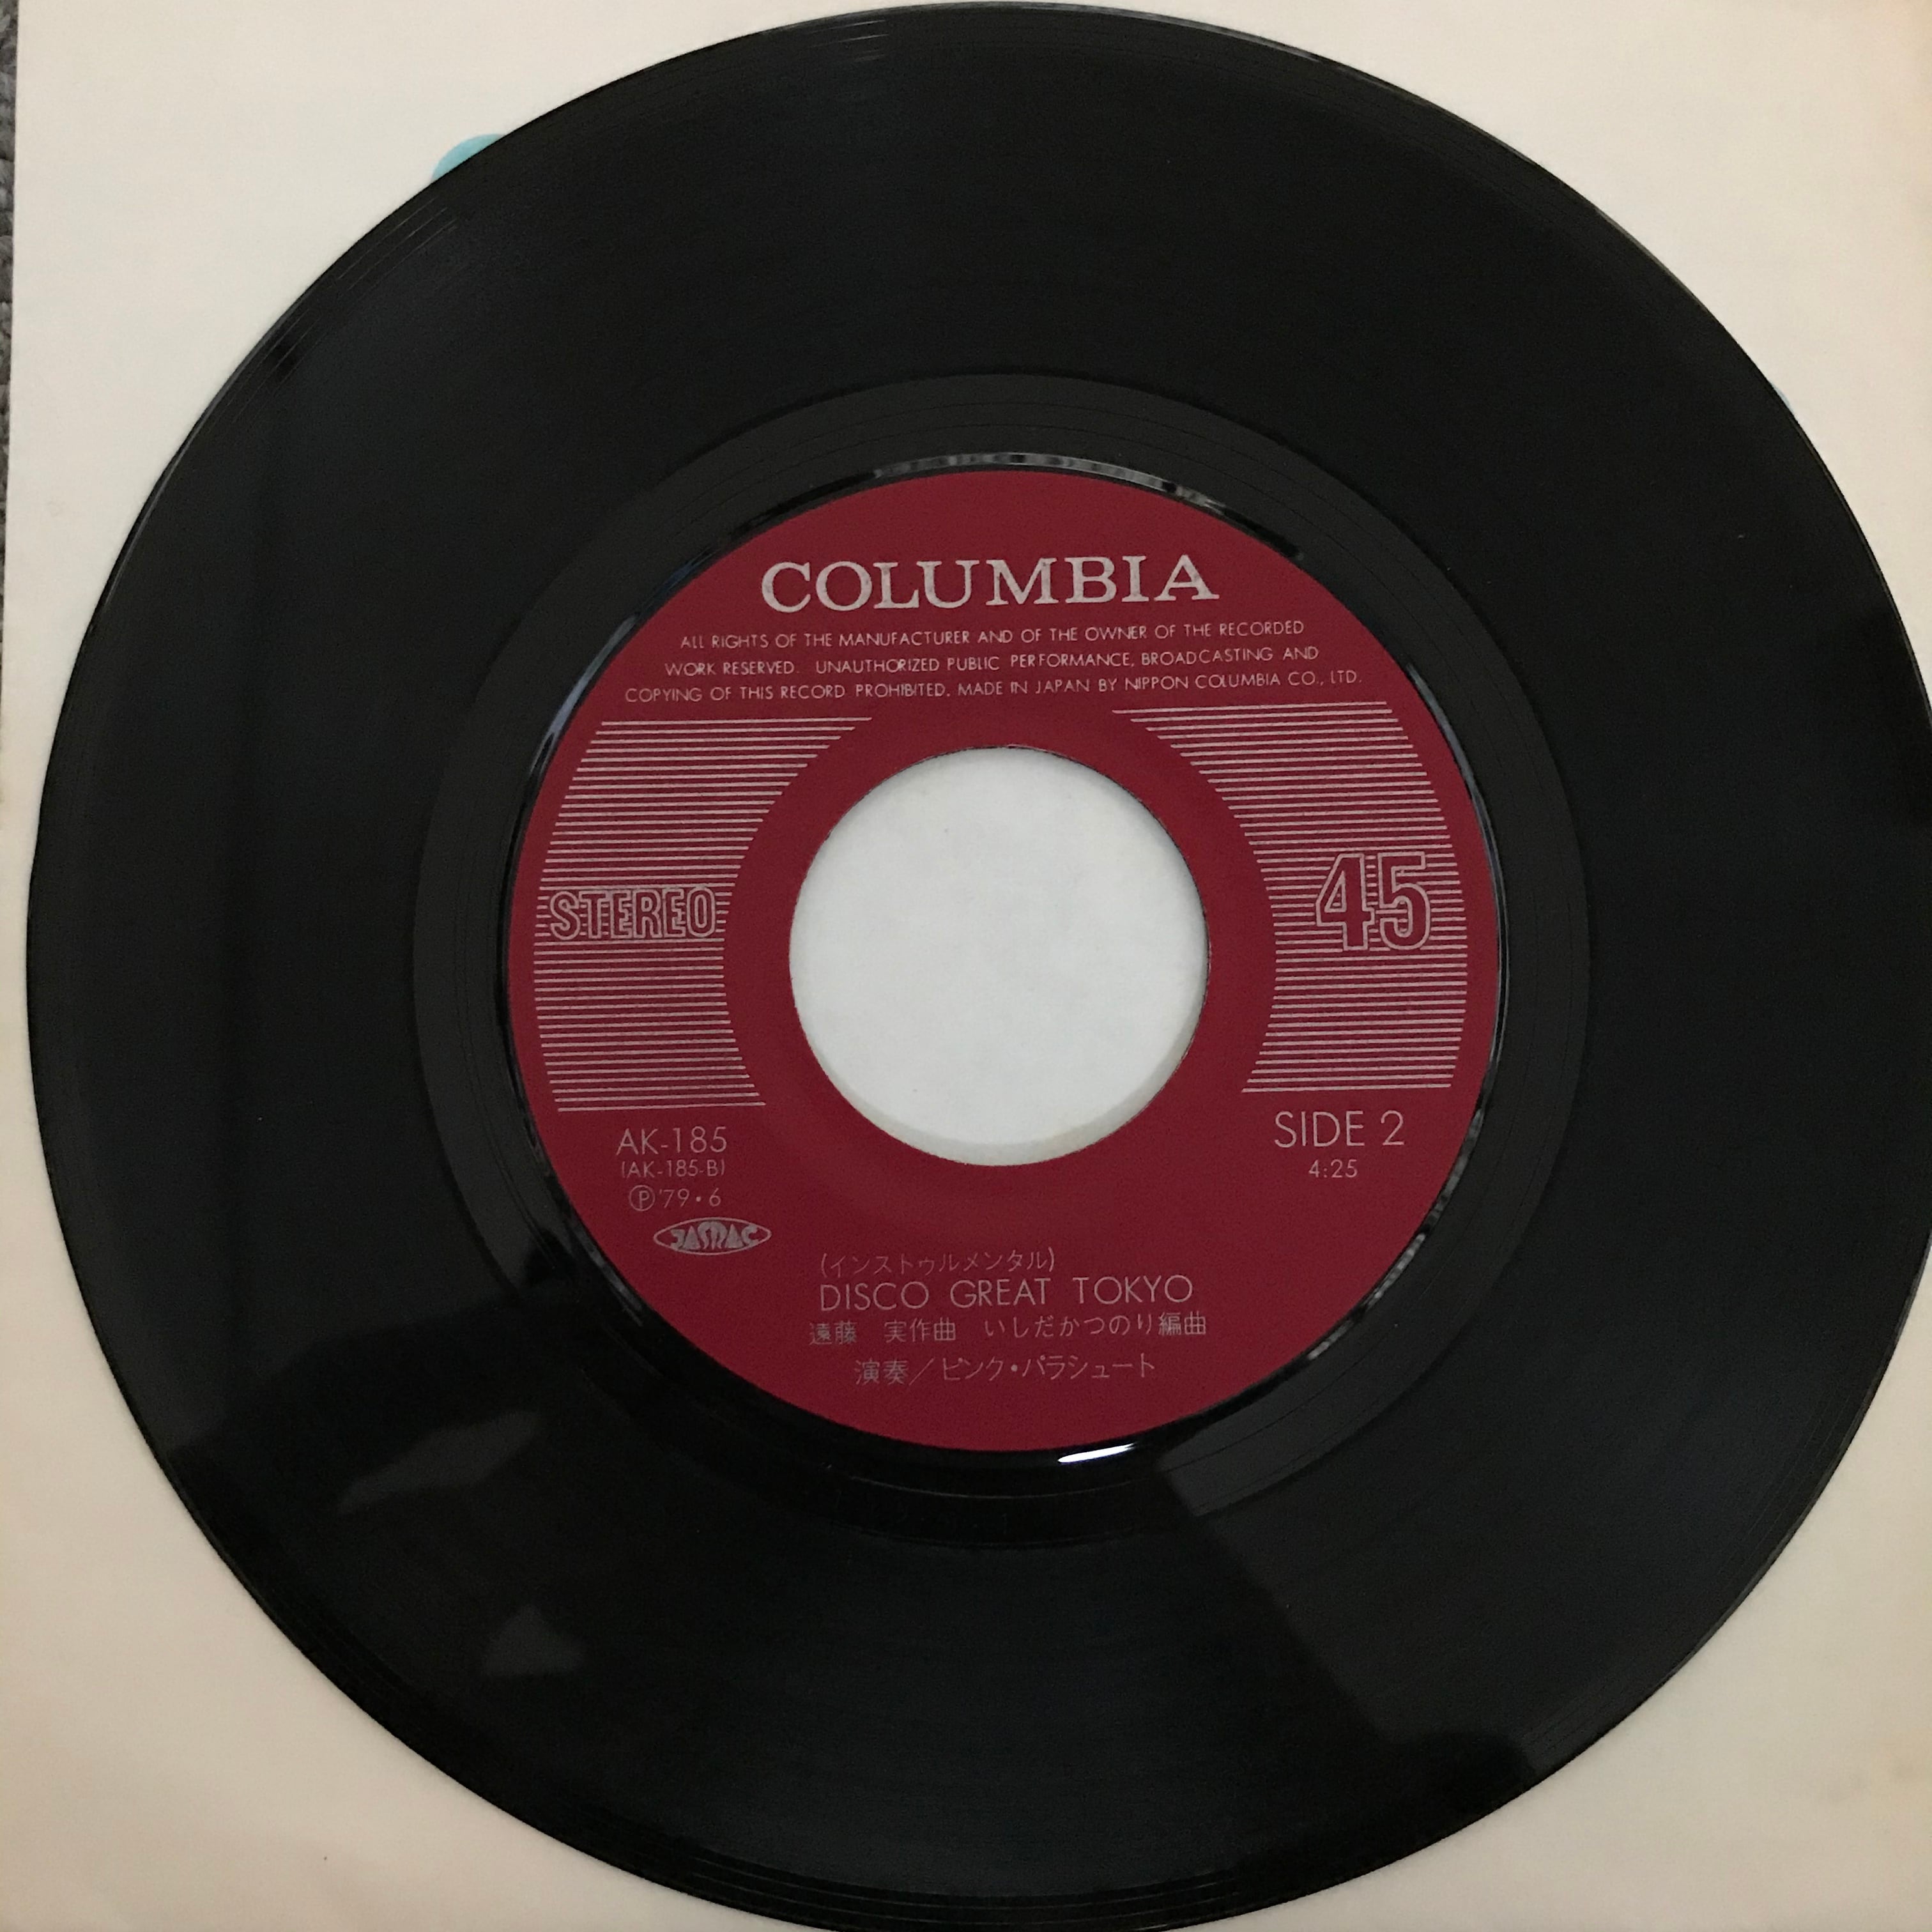 COLUMBIA
ALL RIGHTS OF THE MANUFACTURER AND OF THE OWNER OF THE RECORDED
WORK RESERVED. UNAUTHORIZED PUBLIC PERFORMANCE, BROADCASTING AND
COPYING OF THIS RECORD PROHIBITED. MADE IN JAPAN BY NIPPON COLUMBIA CO., LTD.
STEREO
45
AK-185
(AK-185-B)
Ⓟ'79・6
JASRAC
SIDE 2
4:25
(インストゥルメンタル)
DISCO GREAT TOKYO
遠藤 実作曲 いしだかつのり編曲
演奏/ピンク・パラシュート